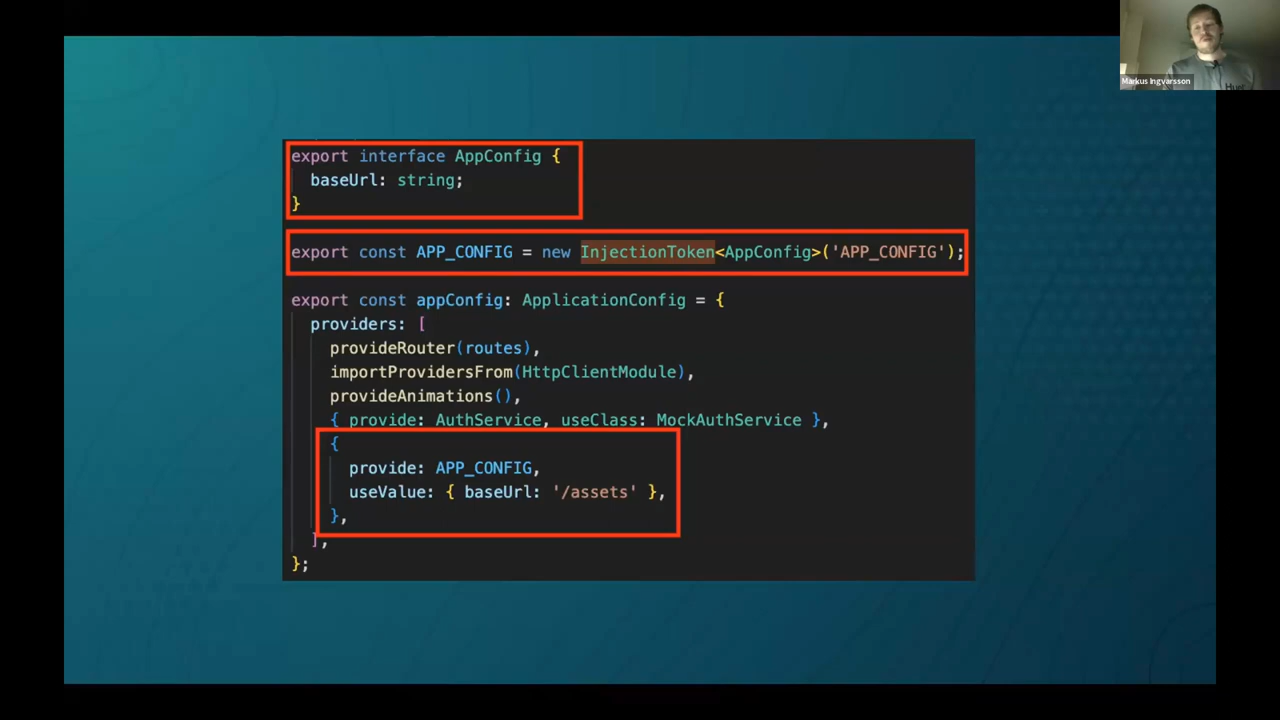 Markus Ingvarsson
export interface AppConfig {
  baseUrl: string;
}
export const APP_CONFIG = new InjectionToken<AppConfig>('APP_CONFIG');
export const appConfig: ApplicationConfig = {
  providers: [
    provideRouter(routes),
    importProvidersFrom(HttpClientModule),
    provideAnimations(),
    { provide: AuthService, useClass: MockAuthService },
    {
      provide: APP_CONFIG,
      useValue: { baseUrl: '/assets' },
    },
  ],
};